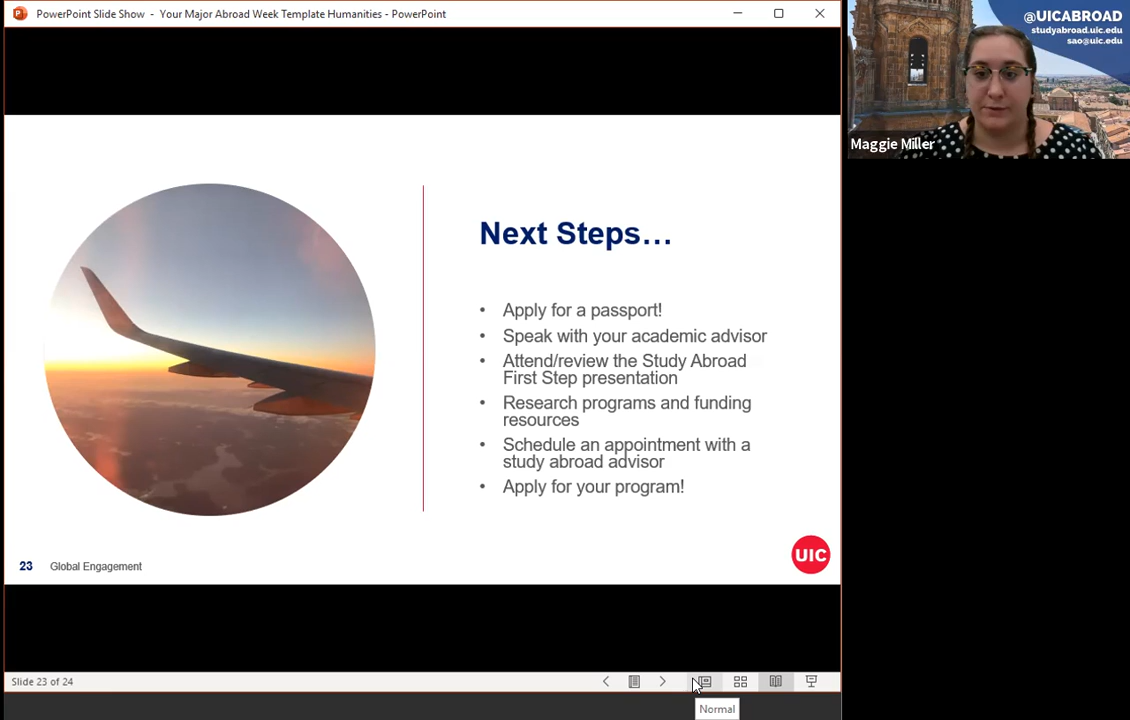 PowerPoint Slide Show - Your Major Abroad Week Template Humanities - PowerPoint
@UICABROAD
studyabroad.uic.edu
sao@uic.edu
Maggie Miller
Next Steps…
• Apply for a passport!
• Speak with your academic advisor
• Attend/review the Study Abroad
First Step presentation
• Research programs and funding
resources
• Schedule an appointment with a
study abroad advisor
• Apply for your program!
23 Global Engagement
UIC
Slide 23 of 24
Normal